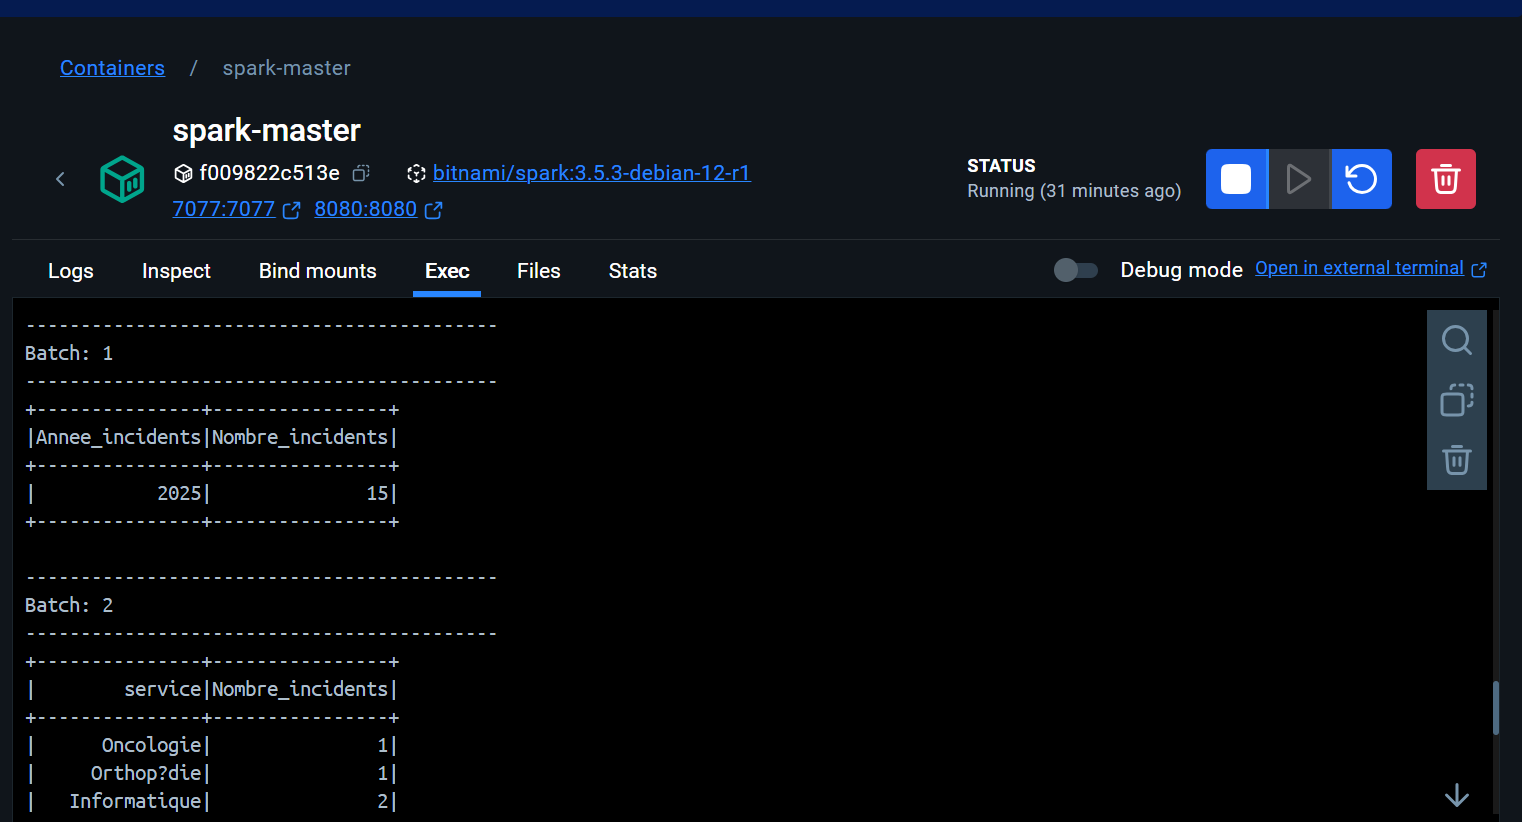 Containers / spark-master
spark-master
f009822c513e bitnami/spark:3.5.3-debian-12-r1
7077:7077 8080:8080
STATUS
Running (31 minutes ago)
Logs Inspect Bind mounts Exec Files Stats
Debug mode Open in external terminal
-------------------------------------------
Batch: 1
-------------------------------------------
+---------------+----------------+
|Annee_incidents|Nombre_incidents|
+---------------+----------------+
|           2025|              15|
+---------------+----------------+
-------------------------------------------
Batch: 2
-------------------------------------------
+---------------+----------------+
|        service|Nombre_incidents|
+---------------+----------------+
|      Oncologie|               1|
|     Orthop?die|               1|
|   Informatique|               2|